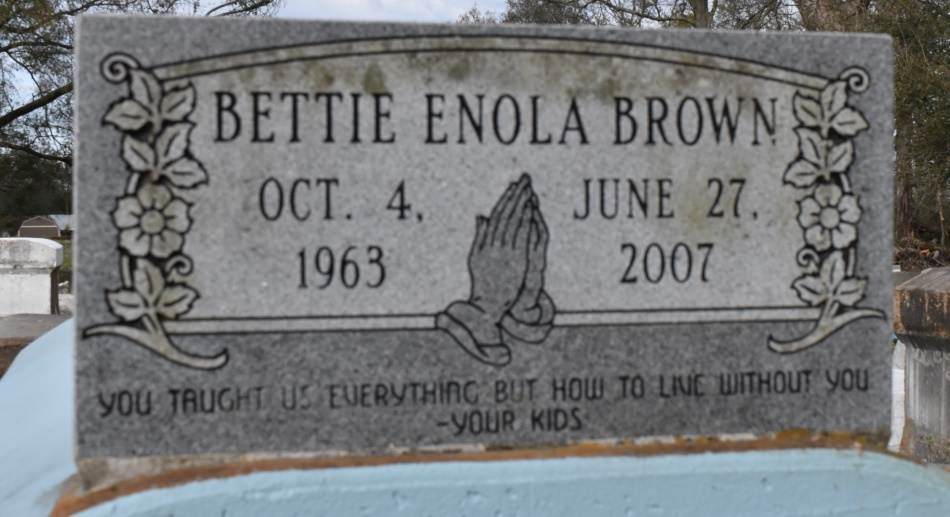 BETTIE ENOLA BROWN
OCT. 4, JUNE 27,
1963 2007
YOU TAUGHT US EVERYTHING BUT HOW TO LIVE WITHOUT YOU
-YOUR KIDS